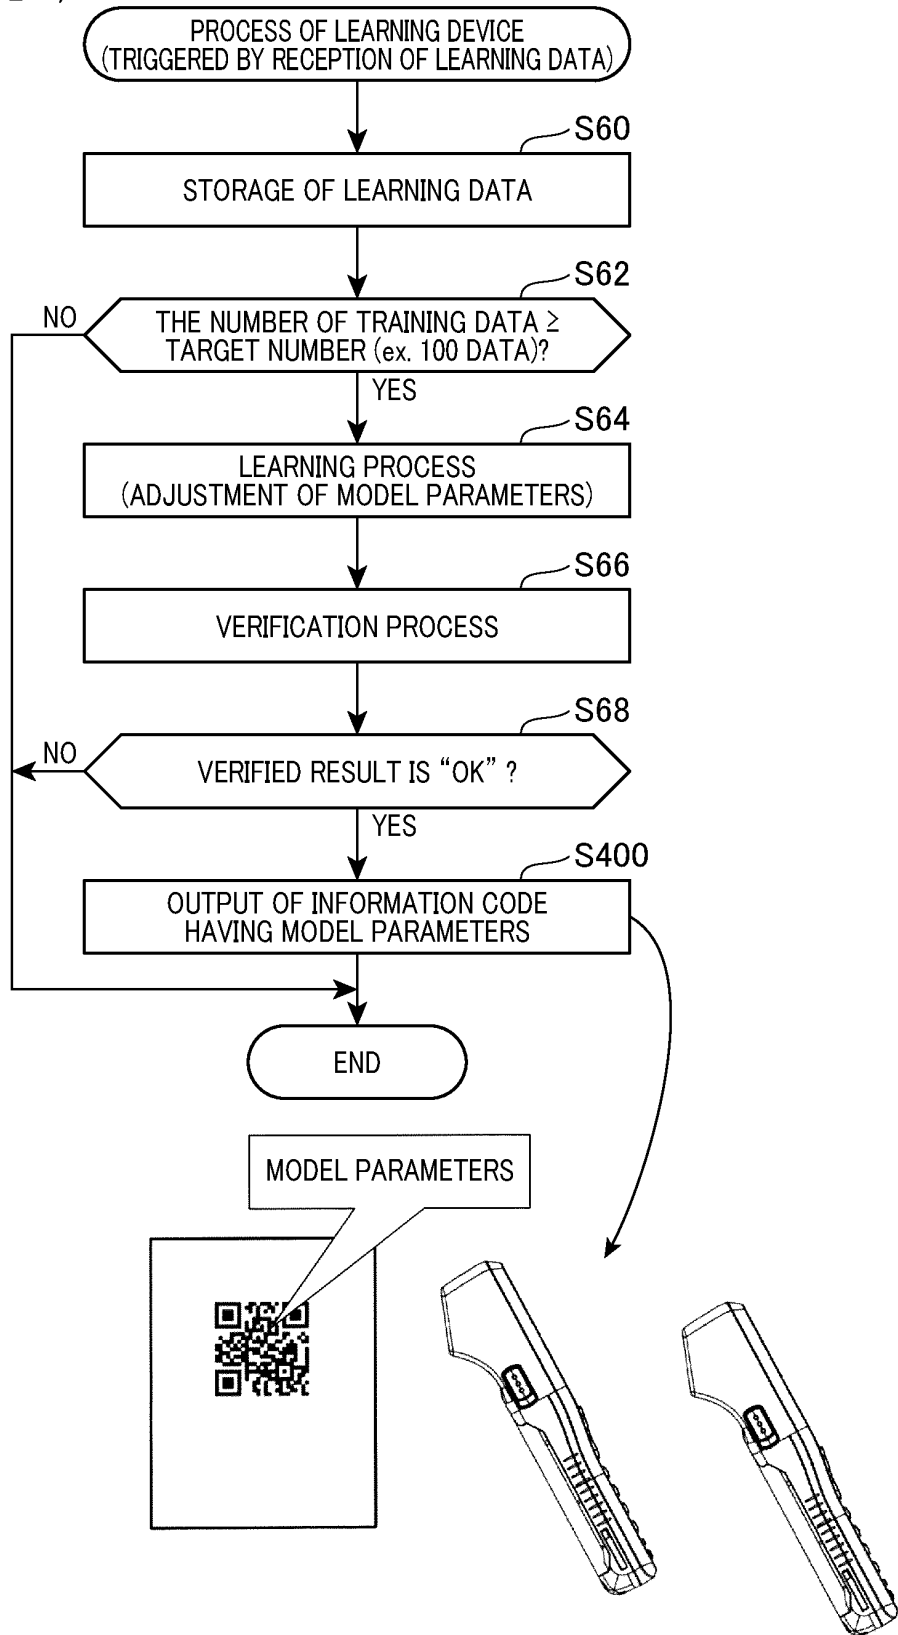 PROCESS OF LEARNING DEVICE
(TRIGGERED BY RECEPTION OF LEARNING DATA)
S60
STORAGE OF LEARNING DATA
S62
NO
THE NUMBER OF TRAINING DATA ≥
TARGET NUMBER (ex. 100 DATA)?
YES
S64
LEARNING PROCESS
(ADJUSTMENT OF MODEL PARAMETERS)
S66
VERIFICATION PROCESS
S68
NO
VERIFIED RESULT IS “OK” ?
YES
S400
OUTPUT OF INFORMATION CODE
HAVING MODEL PARAMETERS
END
MODEL PARAMETERS